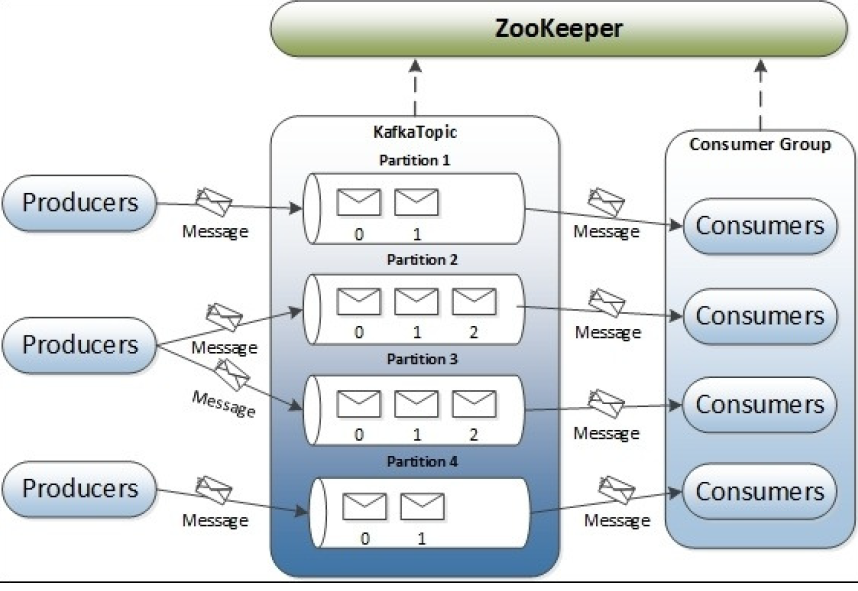 ZooKeeper
KafkaTopic
Consumer Group
Partition 1
Producers
Message
0 1
Message
Consumers
Partition 2
Producers
Message
Message
0 1 2
Message
Consumers
Partition 3
0 1 2
Message
Consumers
Partition 4
Producers
Message
0 1
Message
Consumers